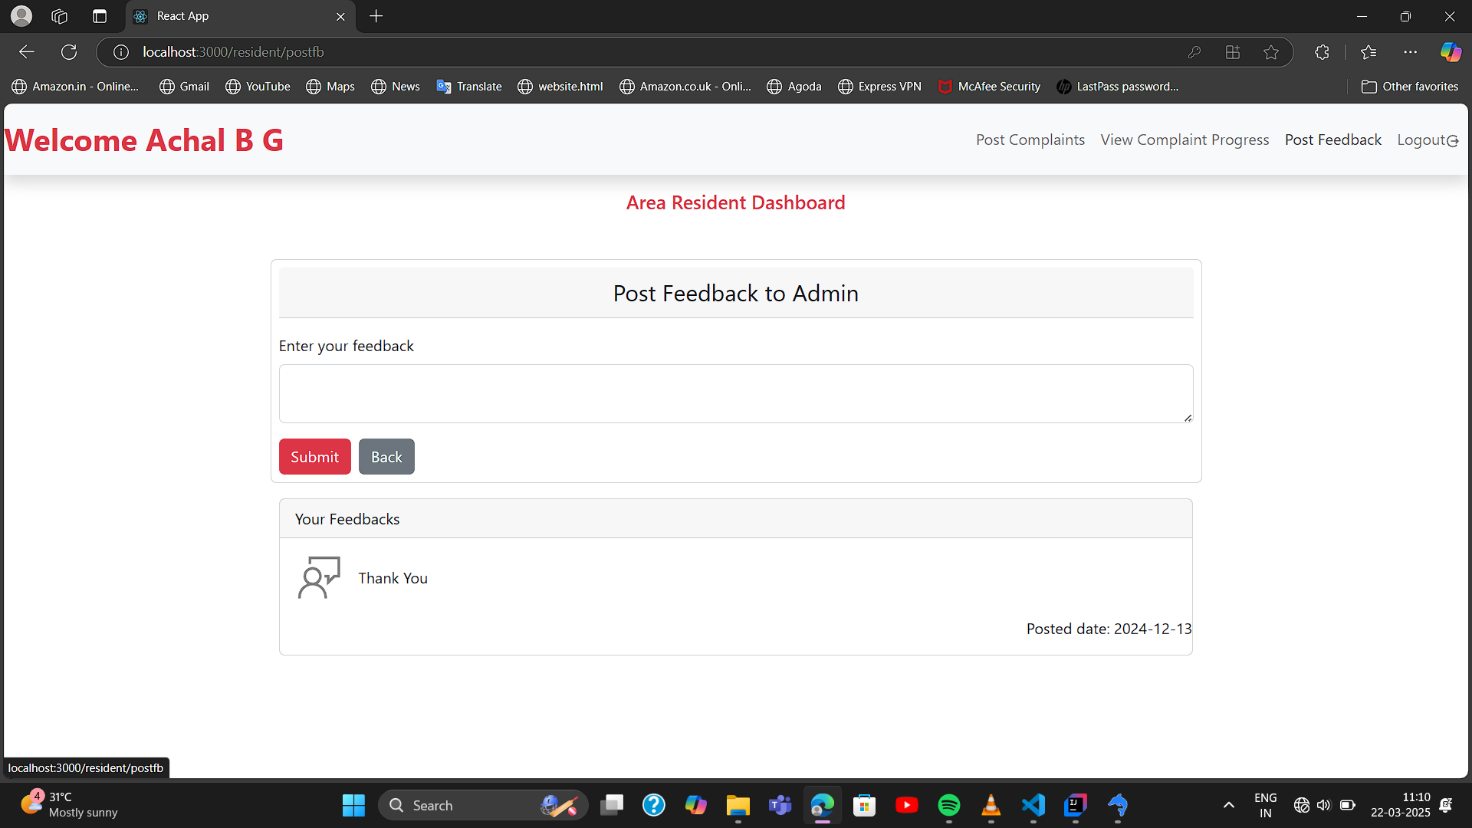 React App
localhost:3000/resident/postfb
Amazon.in - Online... Gmail YouTube Maps News Translate website.html Amazon.co.uk - Onli... Agoda Express VPN McAfee Security LastPass password... Other favorites
Welcome Achal B G Post Complaints View Complaint Progress Post Feedback Logout
Area Resident Dashboard
Post Feedback to Admin
Enter your feedback
Submit Back
Your Feedbacks
Thank You
Posted date: 2024-12-13
localhost:3000/resident/postfb
4 31°C
Mostly sunny
Search
ENG
IN
11:10
22-03-2025